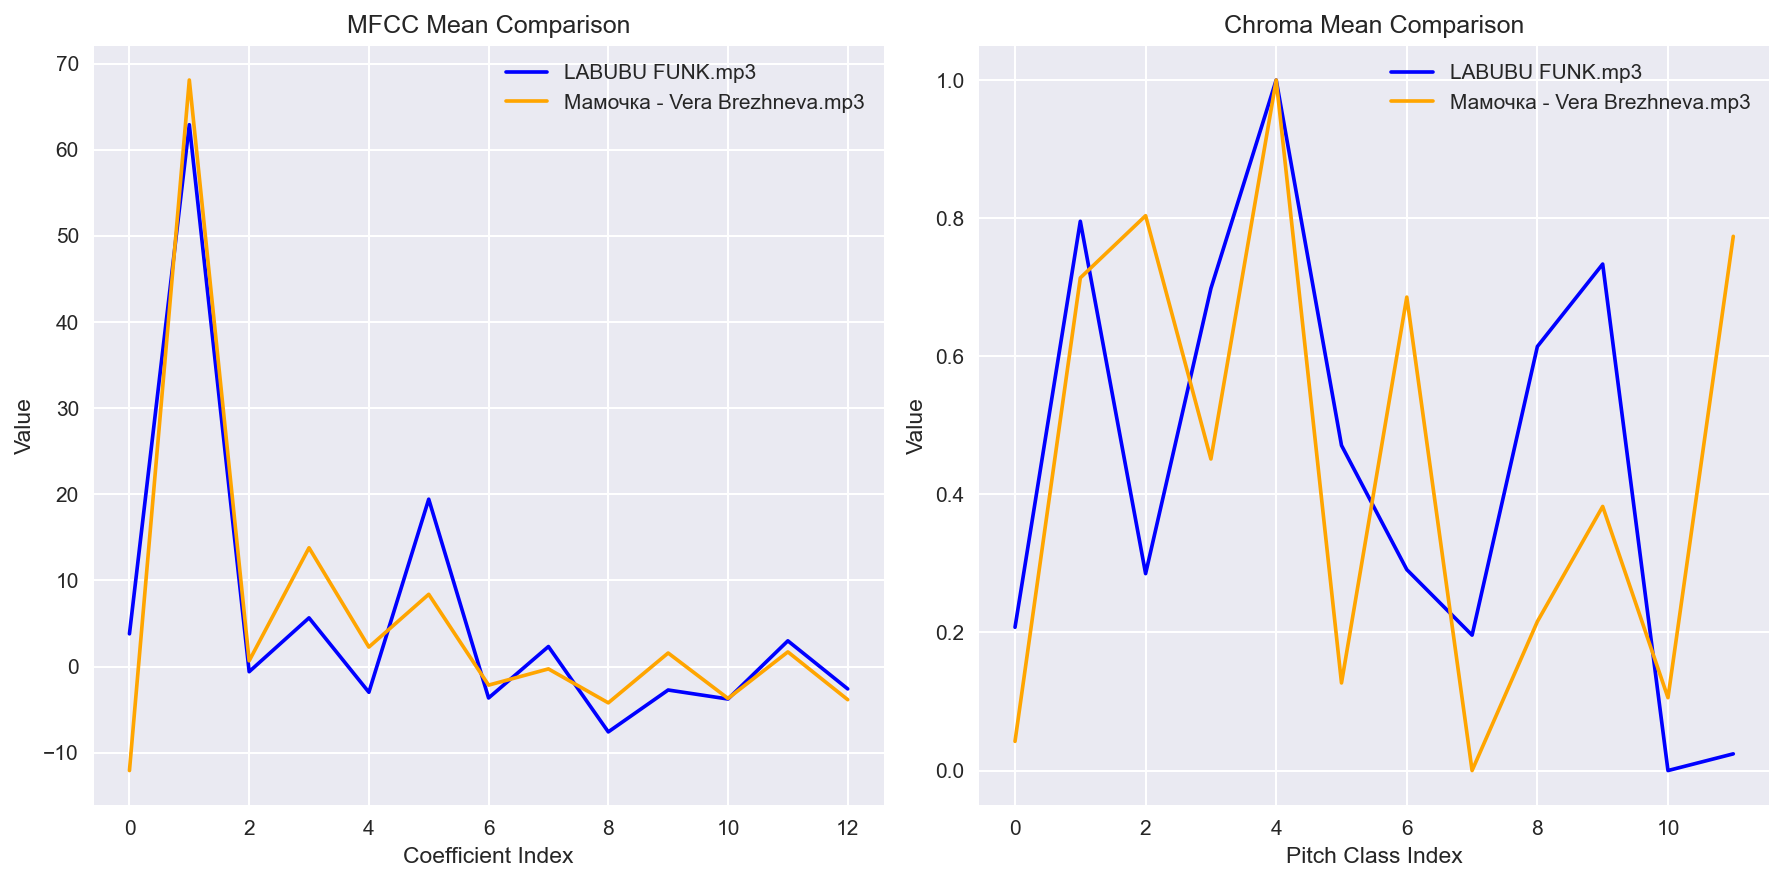 MFCC Mean Comparison
LABUBU FUNK.mp3
Мамочка - Vera Brezhneva.mp3
70
60
50
40
30
20
10
0
−10
Value
0 2 4 6 8 10 12
Coefficient Index
Chroma Mean Comparison
LABUBU FUNK.mp3
Мамочка - Vera Brezhneva.mp3
1.0
0.8
0.6
0.4
0.2
0.0
Value
0 2 4 6 8 10
Pitch Class Index